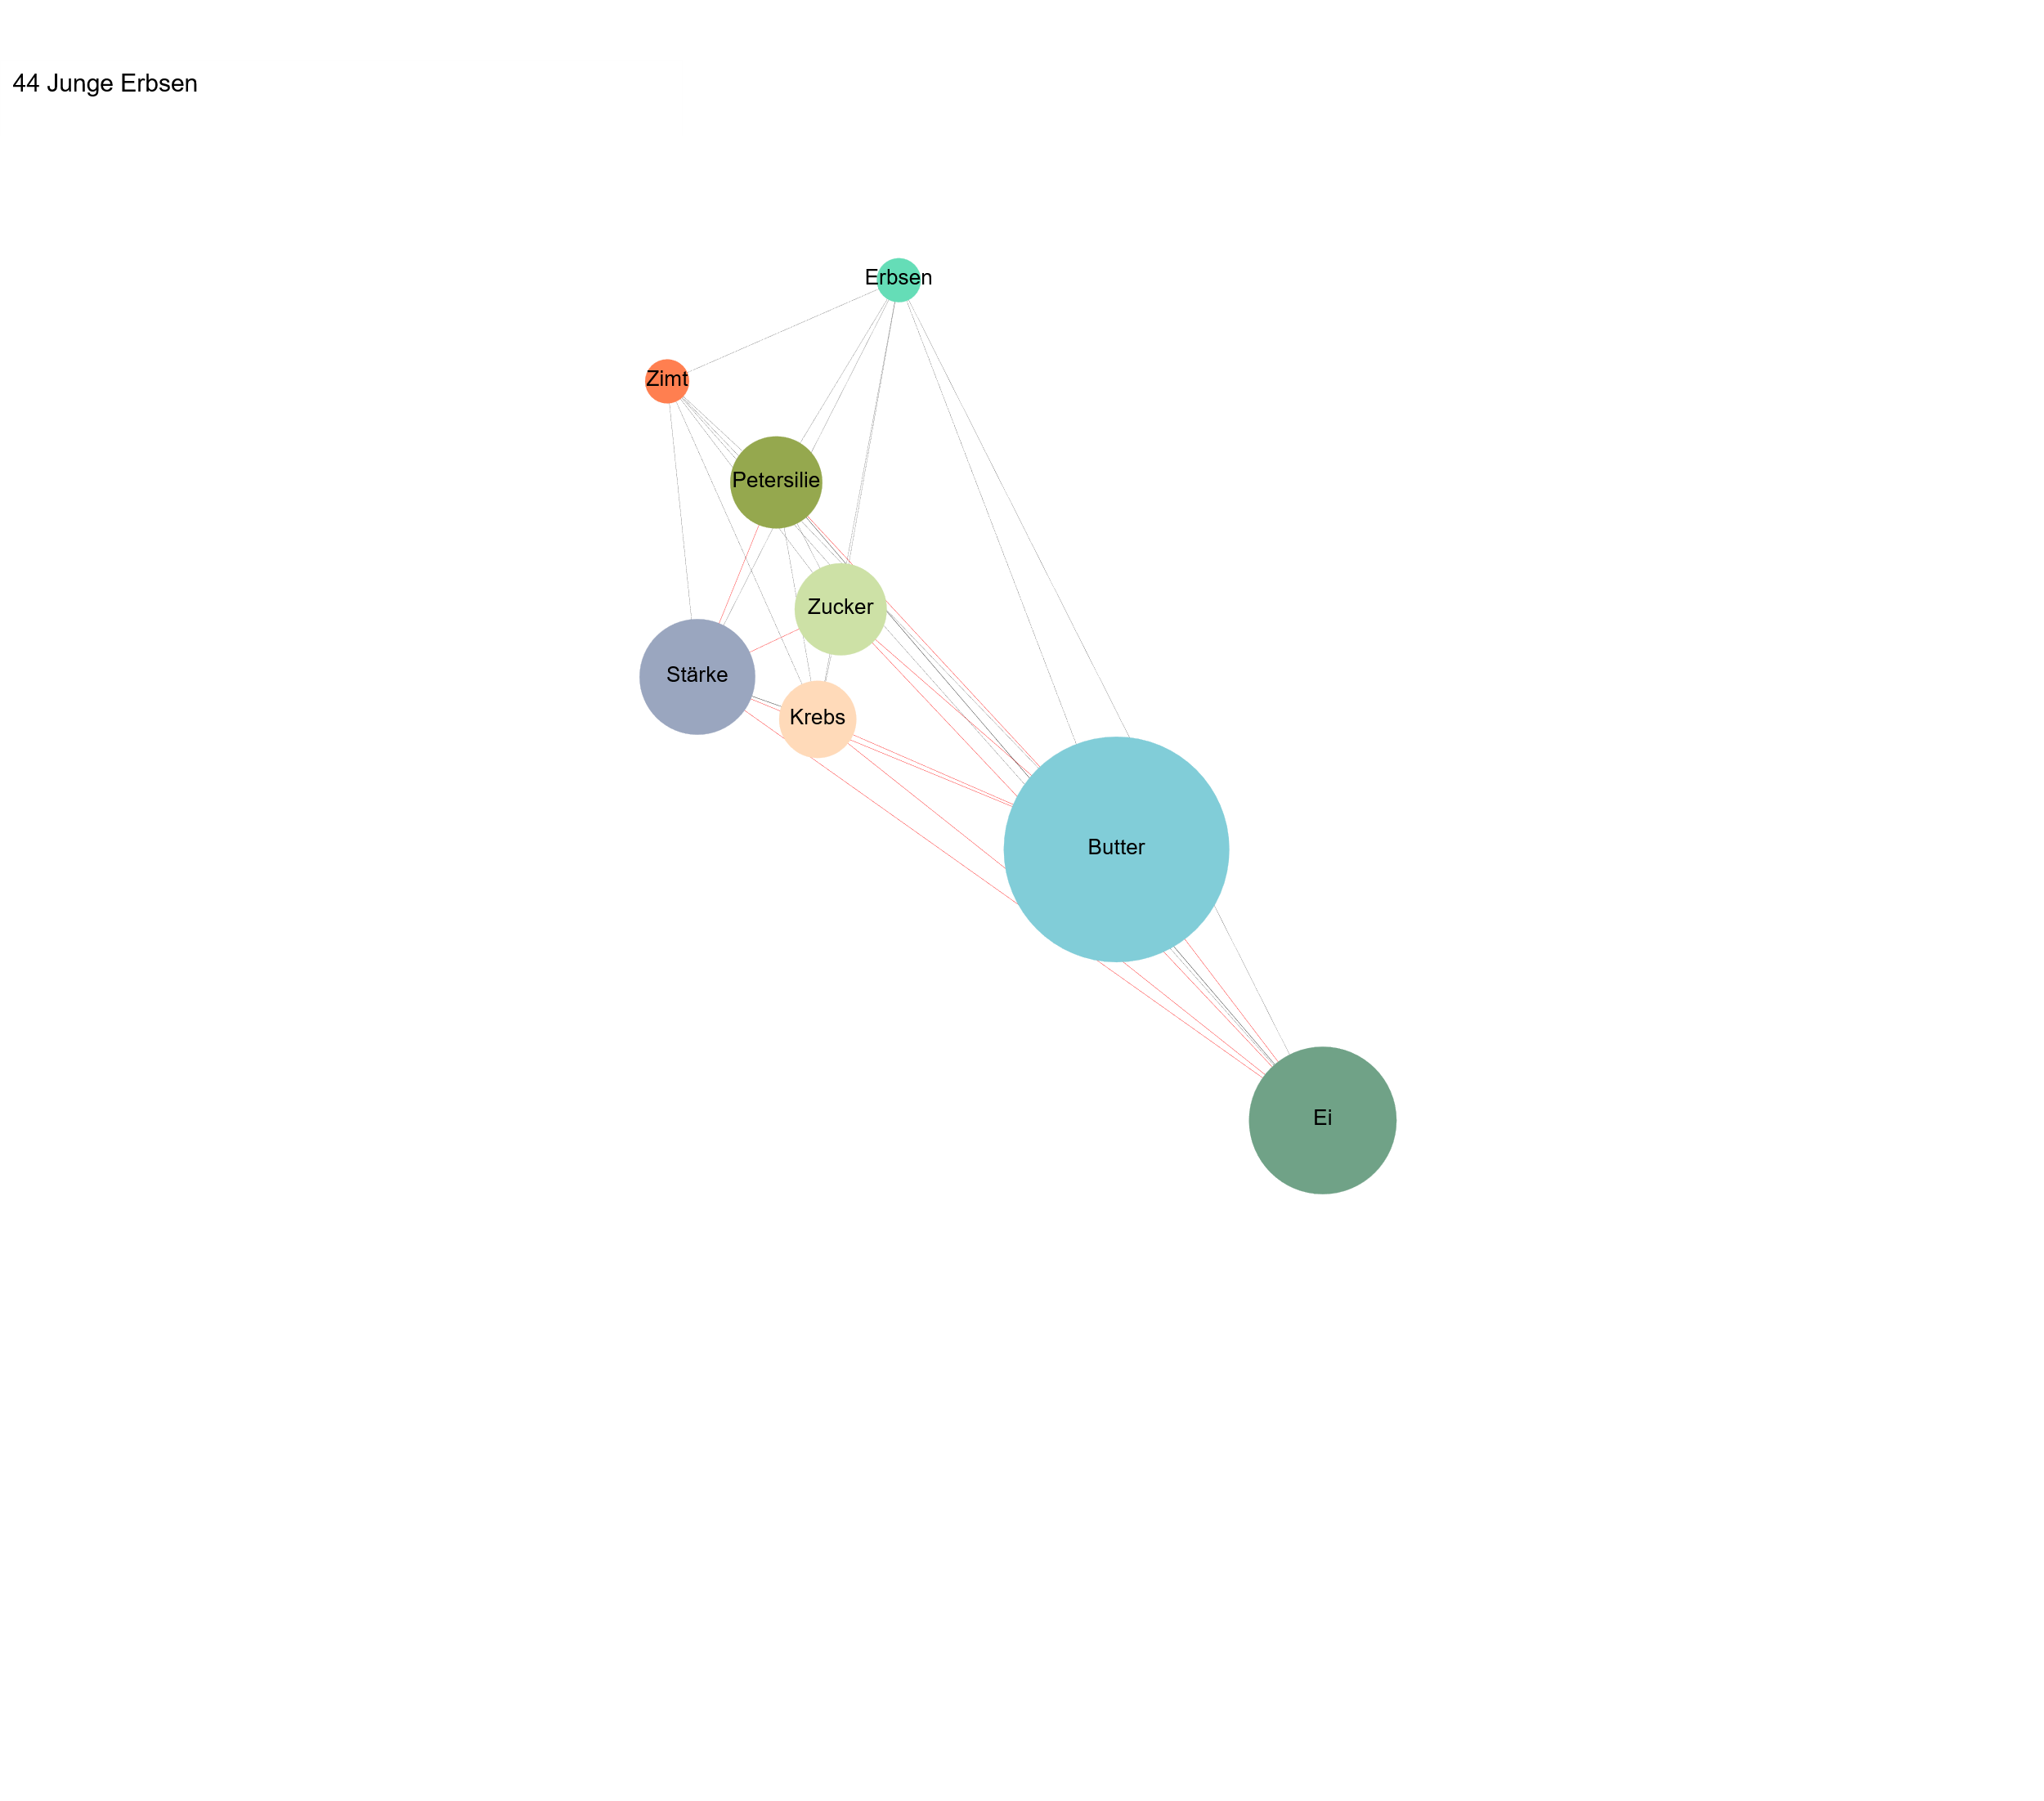 44 Junge Erbsen
Erbsen
Zimt
Petersilie
Zucker
Stärke
Krebs
Butter
Ei